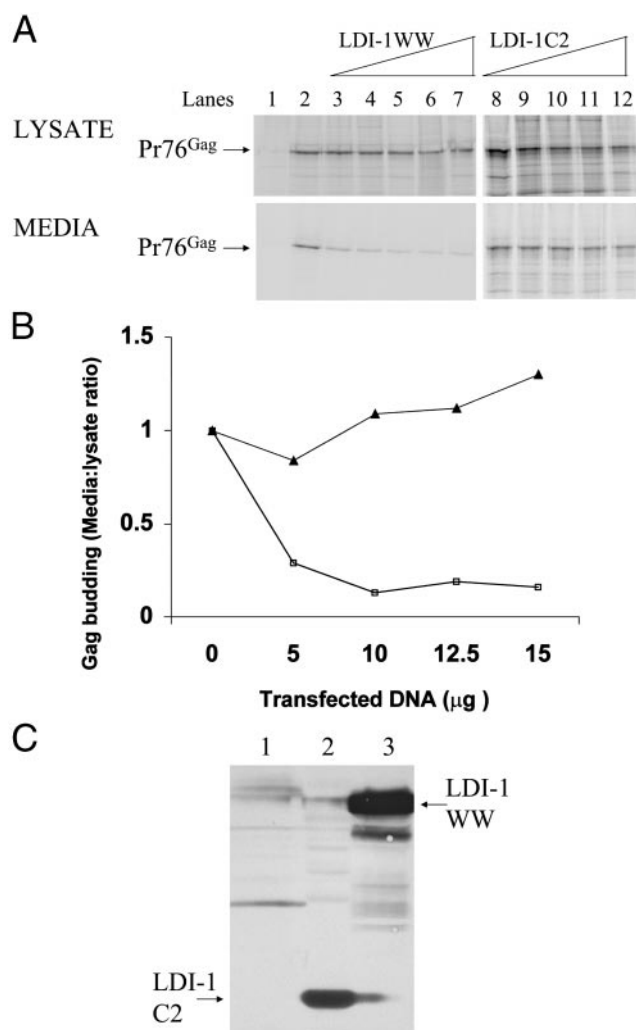 A
LDI-1WW LDI-1C2
Lanes 1 2 3 4 5 6 7 8 9 10 11 12
LYSATE
Pr76Gag
MEDIA
Pr76Gag
B
1.5
1
0.5
0
Gag budding (Media:lysate ratio)
0 5 10 12.5 15
Transfected DNA (μg )
C
1 2 3
LDI-1
WW
LDI-1
C2